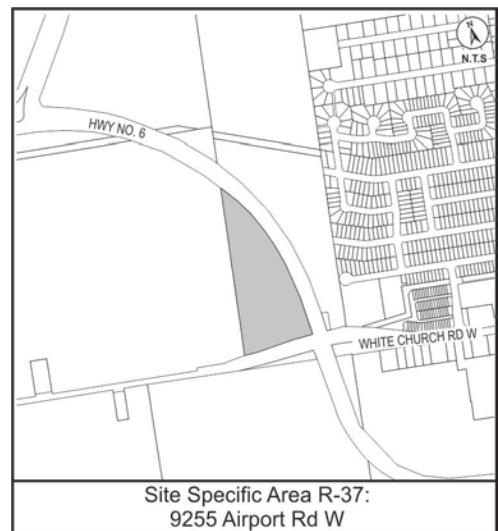 N
N.T.S
HWY NO. 6
WHITE CHURCH RD W
Site Specific Area R-37:
9255 Airport Rd W